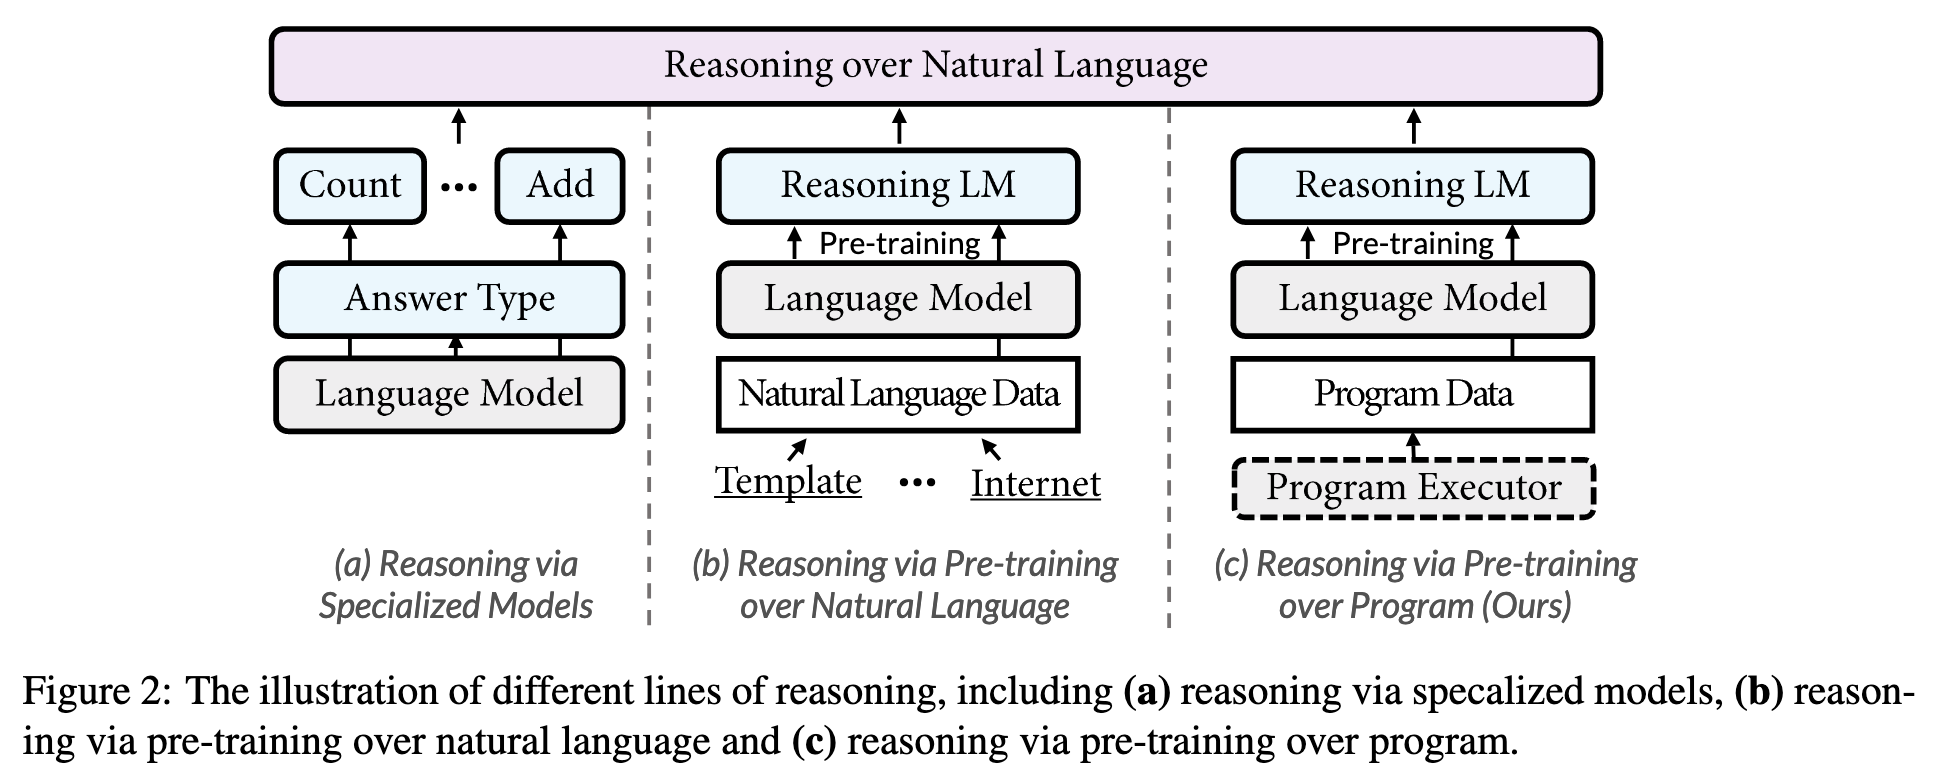 Reasoning over Natural Language
Count ••• Add
Answer Type
Language Model
(a) Reasoning via
Specialized Models
Reasoning LM
Pre-training
Language Model
Natural Language Data
Template ••• Internet
(b) Reasoning via Pre-training
over Natural Language
Reasoning LM
Pre-training
Language Model
Program Data
Program Executor
(c) Reasoning via Pre-training
over Program (Ours)
Figure 2: The illustration of different lines of reasoning, including (a) reasoning via specalized models, (b) reason-
ing via pre-training over natural language and (c) reasoning via pre-training over program.